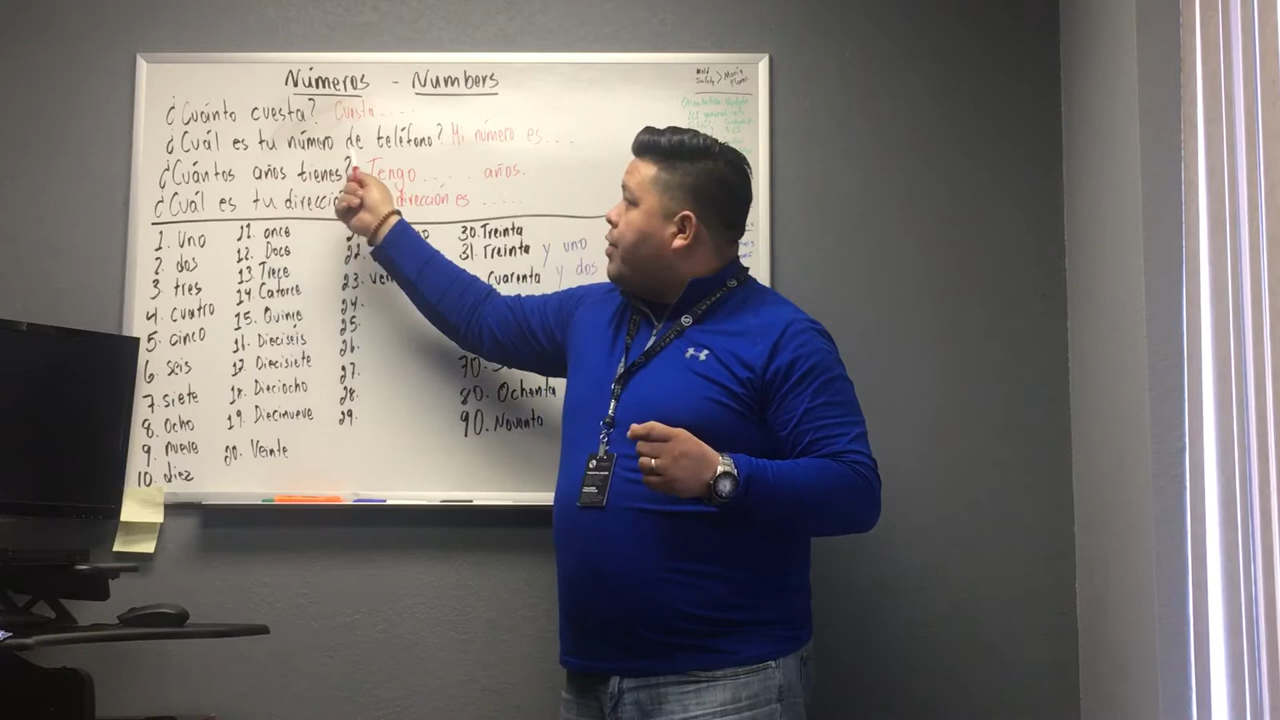 Números - Numbers
¿Cuánto cuesta? Cuesta....
¿Cuál es tu número de teléfono? Mi número es...
¿Cuántos años tienes? Tengo ..... años.
¿Cuál es tu direcció dirección es .....
1. Uno
2. dos
3. tres
4. cuatro
5. cinco
6. seis
7. siete
8. ocho
9. nueve
10. diez
11. once
12. Doce
13. Trece
14. Catorce
15. Quince
16. Dieciséis
17. Diecisiete
18. Dieciocho
19. Diecinueve
20. Veinte
22.
23. ve
24.
25.
26.
27.
28.
29.
30. Treinta
31. Treinta y uno
Cuarenta y dos
70.
80. Ochenta
90. Noventa